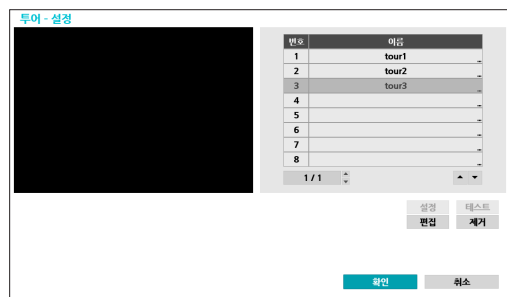 투어 - 설정
번호 이름
1 tour1 ...
2 tour2 ...
3 tour3 ...
4 ...
5 ...
6 ...
7 ...
8 ...
1 / 1
설정 테스트
편집 제거
확인 취소